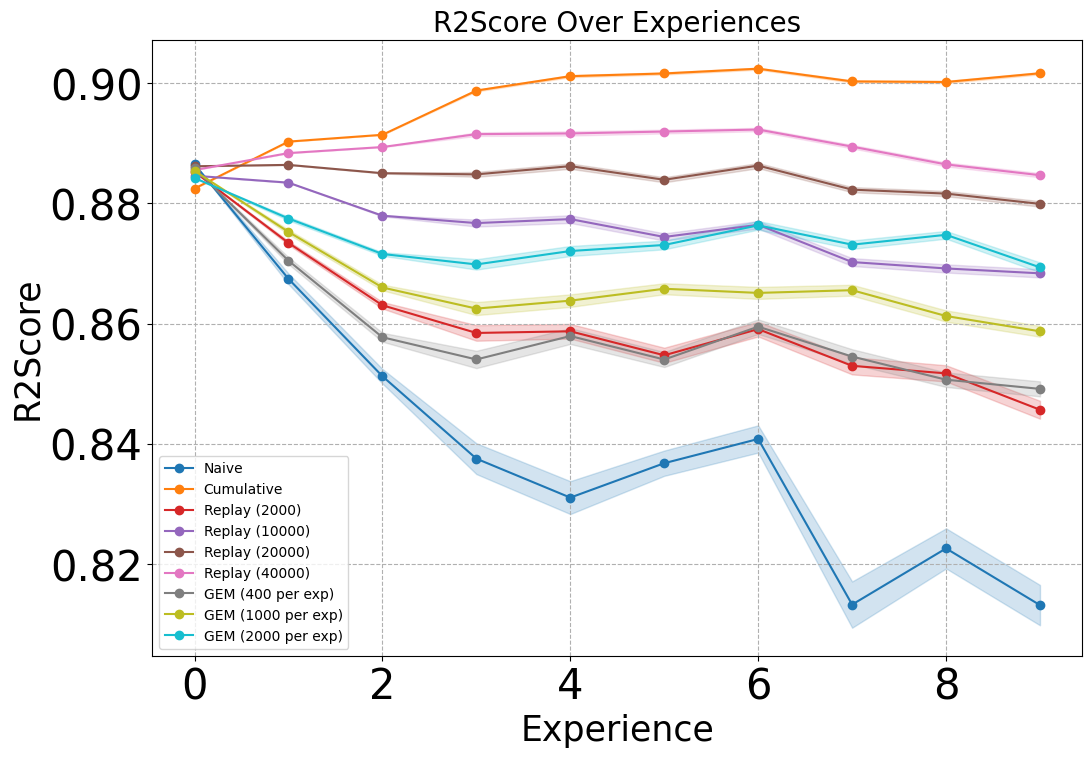 R2Score Over Experiences
R2Score
0.90
0.88
0.86
0.84
0.82
Naive
Cumulative
Replay (2000)
Replay (10000)
Replay (20000)
Replay (40000)
GEM (400 per exp)
GEM (1000 per exp)
GEM (2000 per exp)
0 2 4 6 8
Experience